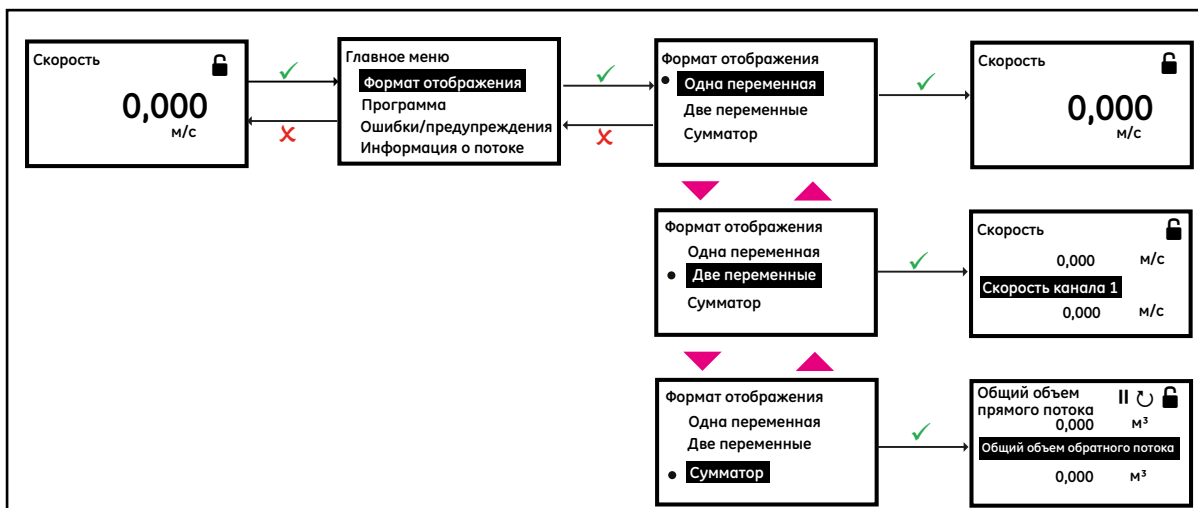 Скорость
0,000
м/с
Главное меню
Формат отображения
Программа
Ошибки/предупреждения
Информация о потоке
Формат отображения
Одна переменная
Две переменные
Сумматор
Скорость
0,000
м/с
Формат отображения
Одна переменная
Две переменные
Сумматор
Скорость
0,000 м/с
Скорость канала 1
0,000 м/с
Формат отображения
Одна переменная
Две переменные
Сумматор
Общий объем
прямого потока
0,000 м³
Общий объем обратного потока
0,000 м³